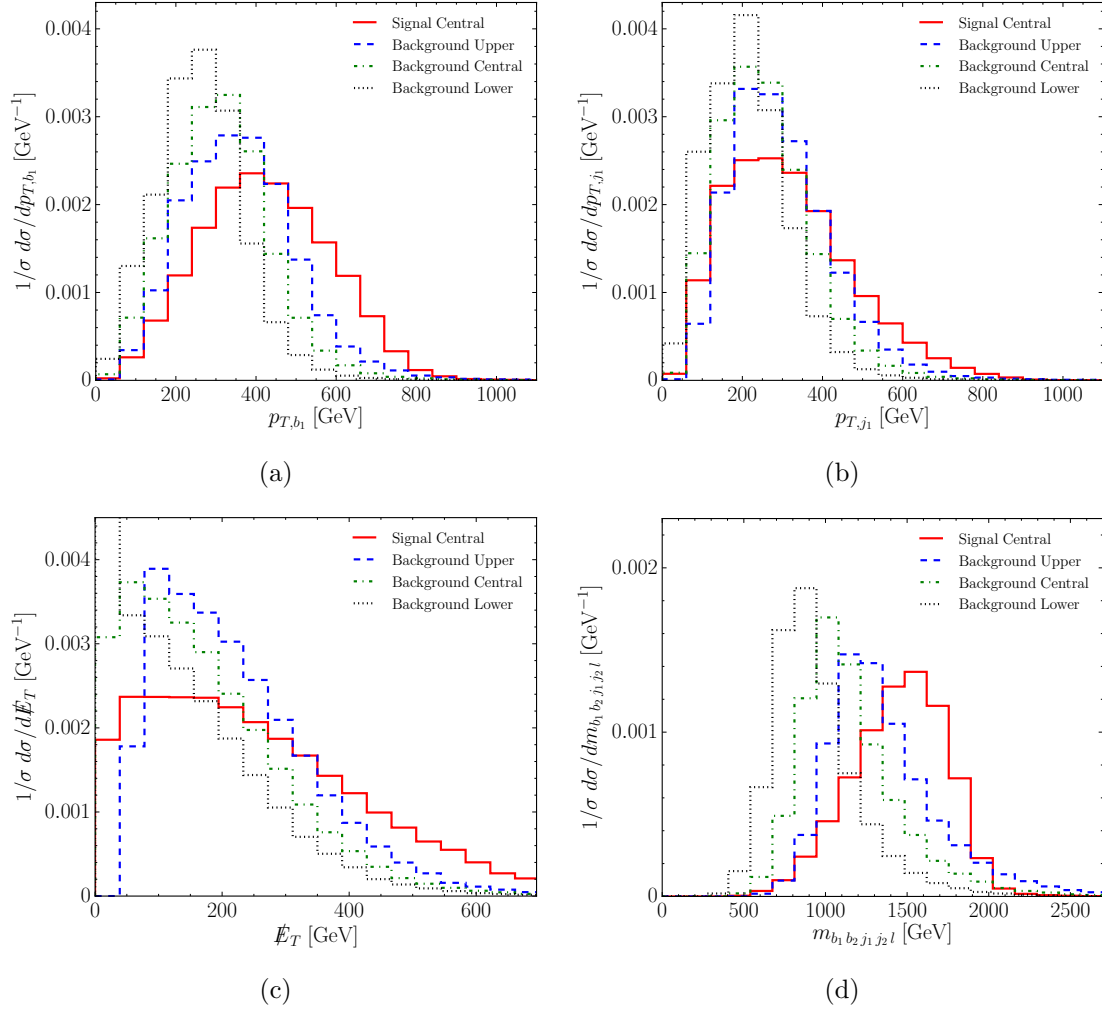 Signal Central
Background Upper
Background Central
Background Lower
0.004
0.003
0.002
0.001
0
1/σ dσ/dp_{T,b_1} [GeV^{-1}]
0 200 400 600 800 1000
p_{T,b_1} [GeV]
(a)
Signal Central
Background Upper
Background Central
Background Lower
0.004
0.003
0.002
0.001
0
1/σ dσ/dp_{T,j_1} [GeV^{-1}]
0 200 400 600 800 1000
p_{T,j_1} [GeV]
(b)
Signal Central
Background Upper
Background Central
Background Lower
0.004
0.003
0.002
0.001
0
1/σ dσ/dE̸_T [GeV^{-1}]
0 200 400 600
E̸_T [GeV]
(c)
Signal Central
Background Upper
Background Central
Background Lower
0.002
0.001
0
1/σ dσ/dm_{b_1 b_2 j_1 j_2 l} [GeV^{-1}]
0 500 1000 1500 2000 2500
m_{b_1 b_2 j_1 j_2 l} [GeV]
(d)